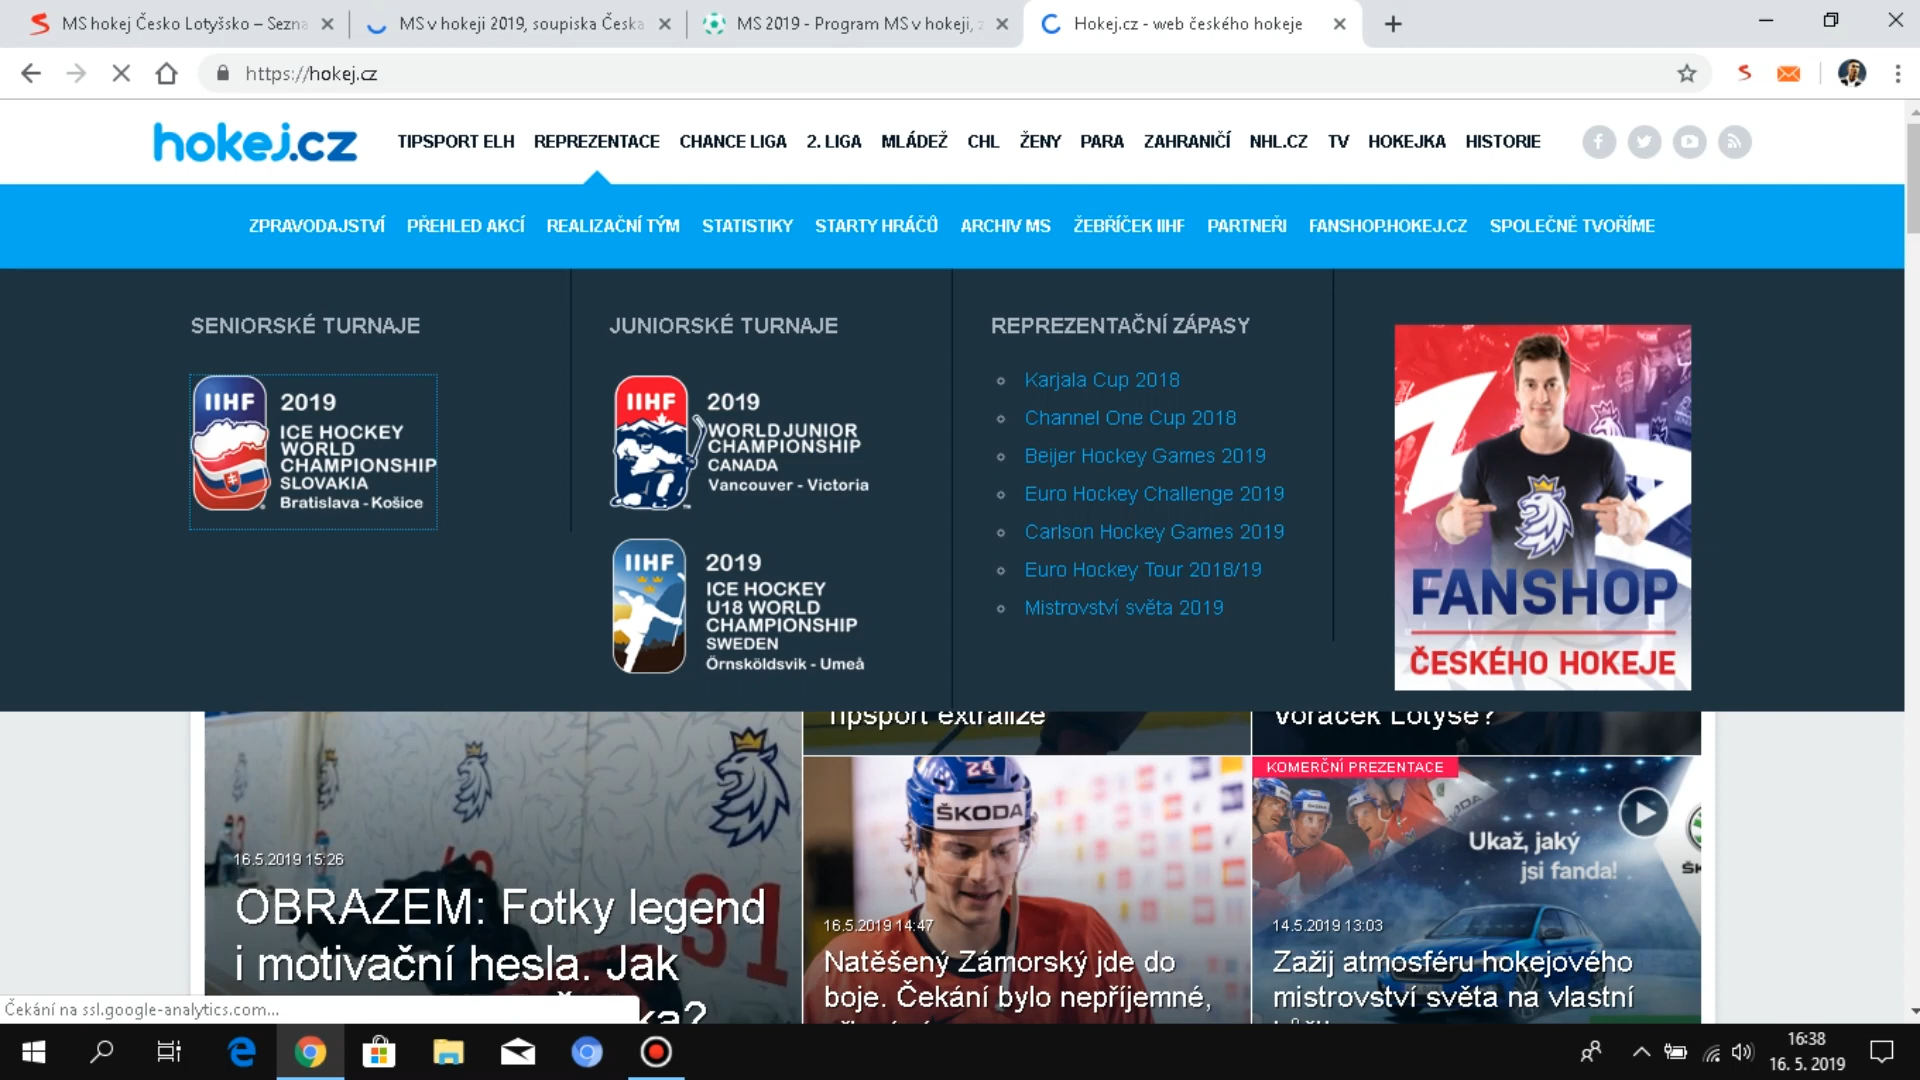 MS hokej Česko Lotyšsko – Sezna
MS v hokeji 2019, soupiska Česka
MS 2019 - Program MS v hokeji, z
Hokej.cz - web českého hokeje
https://hokej.cz
hokej.cz
TIPSPORT ELH REPREZENTACE CHANCE LIGA 2. LIGA MLÁDEŽ CHL ŽENY PARA ZAHRANIČÍ NHL.CZ TV HOKEJKA HISTORIE
ZPRAVODAJSTVÍ PŘEHLED AKCÍ REALIZAČNÍ TÝM STATISTIKY STARTY HRÁČŮ ARCHIV MS ŽEBŘÍČEK IIHF PARTNEŘI FANSHOP.HOKEJ.CZ SPOLEČNĚ TVOŘÍME
SENIORSKÉ TURNAJE
IIHF
2019
ICE HOCKEY
WORLD
CHAMPIONSHIP
SLOVAKIA
Bratislava - Košice
JUNIORSKÉ TURNAJE
IIHF
2019
WORLD JUNIOR
CHAMPIONSHIP
CANADA
Vancouver - Victoria
IIHF
2019
ICE HOCKEY
U18 WORLD
CHAMPIONSHIP
SWEDEN
Örnsköldsvik - Umeå
REPREZENTAČNÍ ZÁPASY
Karjala Cup 2018
Channel One Cup 2018
Beijer Hockey Games 2019
Euro Hockey Challenge 2019
Carlson Hockey Games 2019
Euro Hockey Tour 2018/19
Mistrovství světa 2019
FANSHOP
ČESKÉHO HOKEJE
Tipsport extralize
Voráček Lotyše?
16.5.2019 15:26
OBRAZEM: Fotky legend
i motivační hesla. Jak
ka?
31
24
ŠKODA
16.5.2019 14:47
Natěšený Zámorský jde do
boje. Čekání bylo nepříjemné,
KOMERČNÍ PREZENTACE
Ukaž, jaký
jsi fanda!
14.5.2019 13:03
Zažij atmosféru hokejového
mistrovství světa na vlastní
Čekání na ssl.google-analytics.com...
16:38
16. 5. 2019